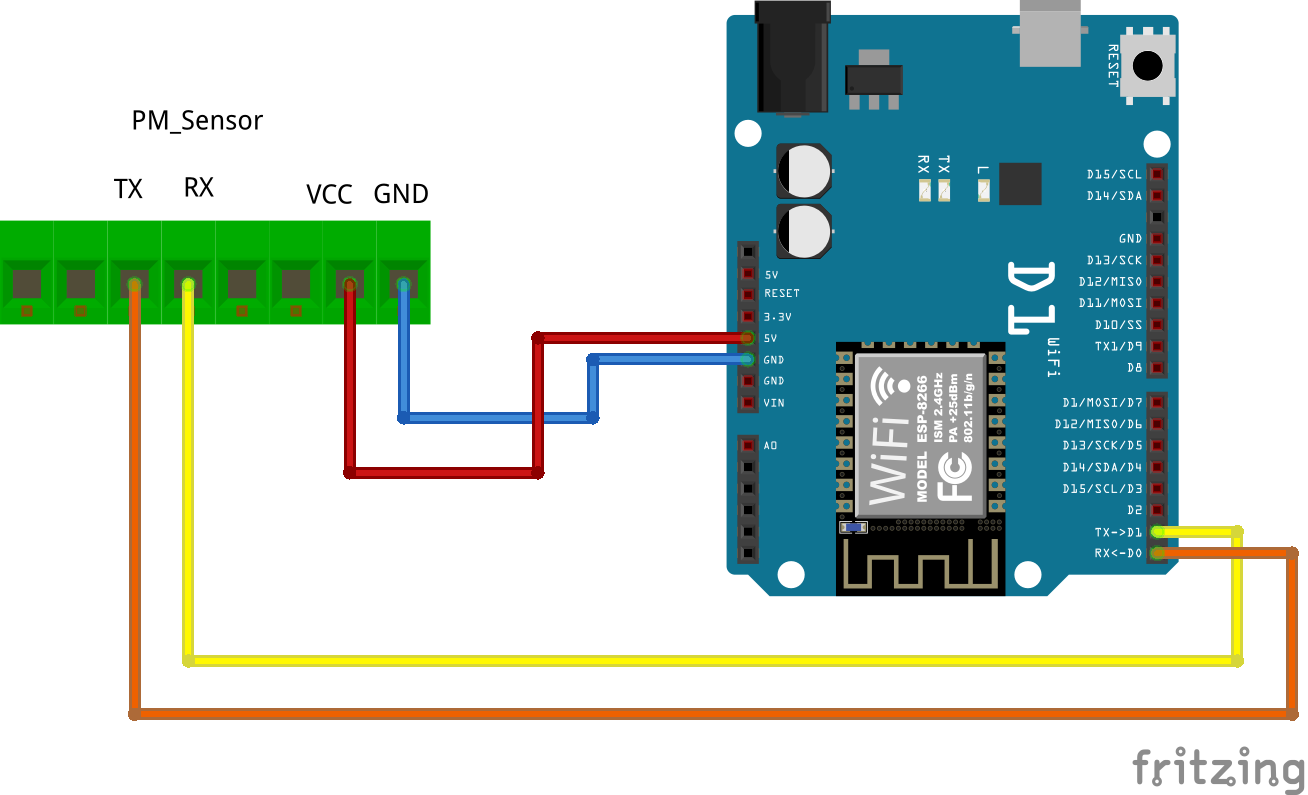 PM_Sensor
TX
RX
VCC
GND
RESET
RX
TX
L
5V
RESET
3.3V
5V
GND
GND
VIN
A0
D1
WiFi
D15/SCL
D14/SDA
GND
D13/SCK
D12/MISO
D11/MOSI
D10/SS
TX1/D9
D8
D1/MOSI/D7
D12/MISO/D6
D13/SCK/D5
D14/SDA/D4
D15/SCL/D3
D2
TX->D1
RX<-D0
WiFi
MODEL ESP-8266
ISM 2.4GHz
PA +25dBm
802.11b/g/n
FC
fritzing